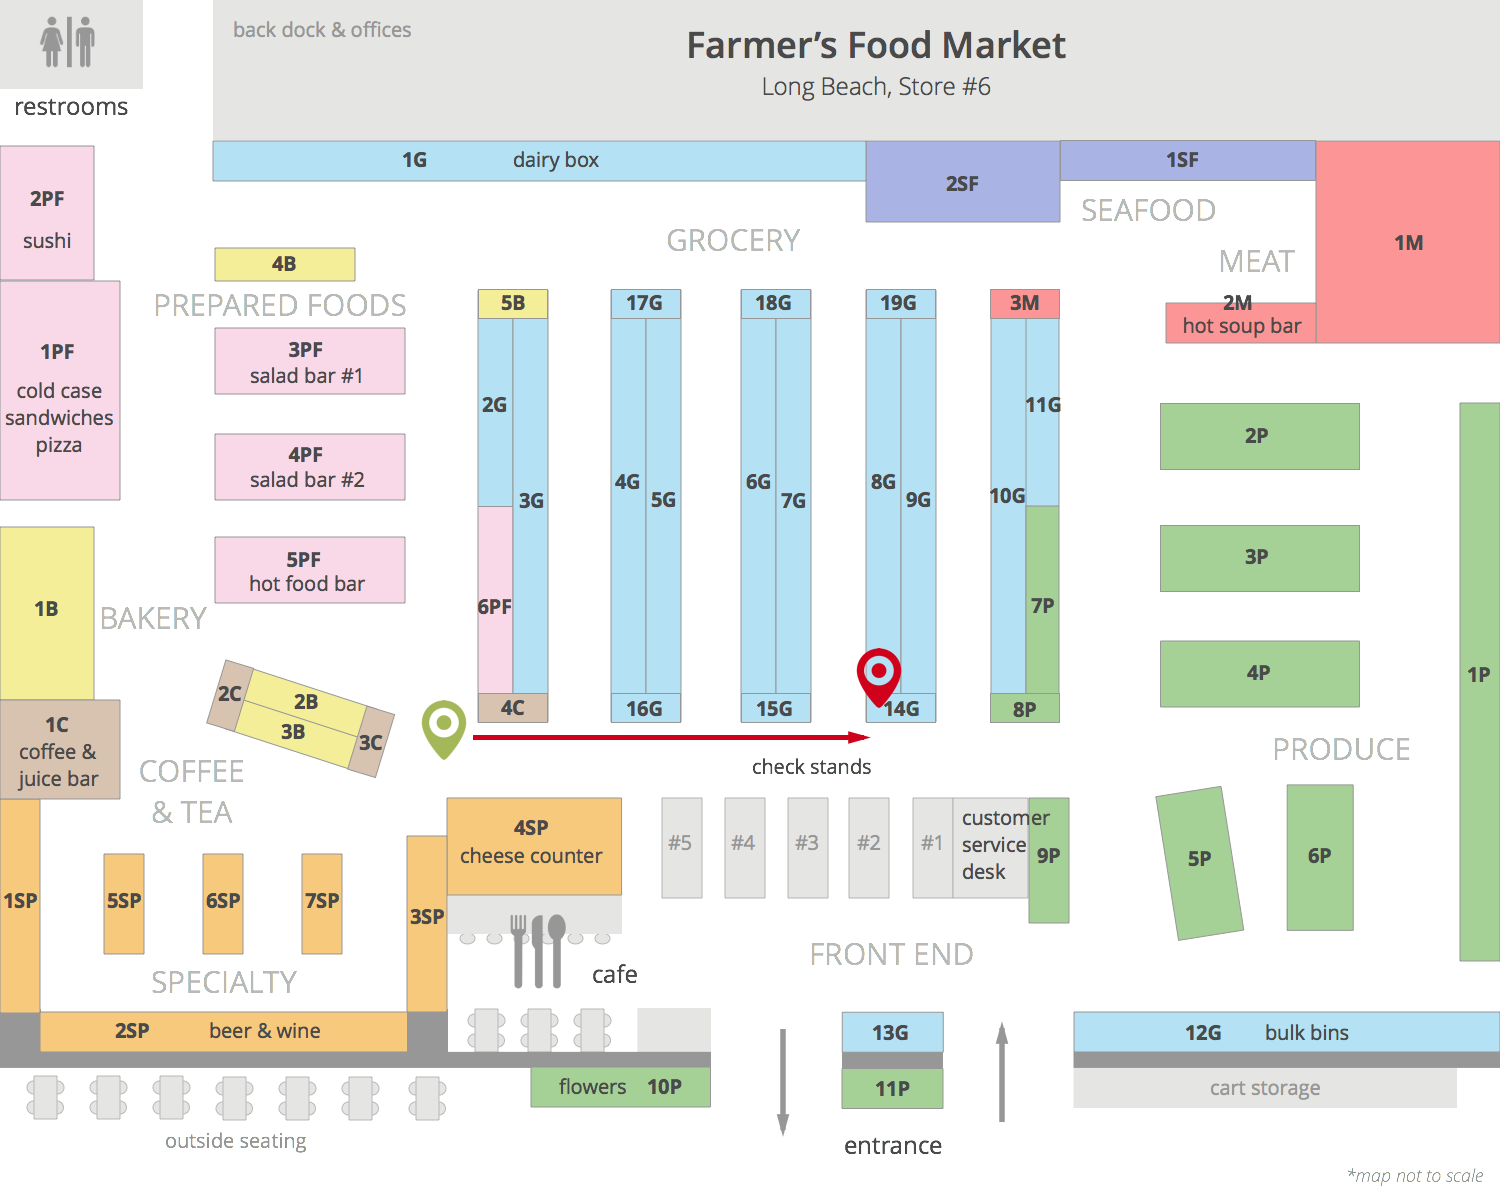 back dock & offices
Farmer's Food Market
Long Beach, Store #6
restrooms
1G dairy box
2SF
1SF
SEAFOOD
1M
MEAT
2M
hot soup bar
2PF
sushi
GROCERY
4B
PREPARED FOODS
1PF
cold case
sandwiches
pizza
3PF
salad bar #1
4PF
salad bar #2
5PF
hot food bar
5B
17G
18G
19G
3M
2G
3G
4G
5G
6G
7G
8G
9G
10G
11G
6PF
7P
4C
16G
15G
14G
8P
2P
3P
4P
1P
1B
BAKERY
2C
2B
3B
3C
1C
coffee &
juice bar
COFFEE
& TEA
check stands
PRODUCE
4SP
cheese counter
#5
#4
#3
#2
#1
customer
service
desk
9P
5P
6P
1SP
5SP
6SP
7SP
3SP
SPECIALTY
FRONT END
cafe
2SP beer & wine
13G
12G bulk bins
flowers 10P
11P
cart storage
outside seating
entrance
*map not to scale